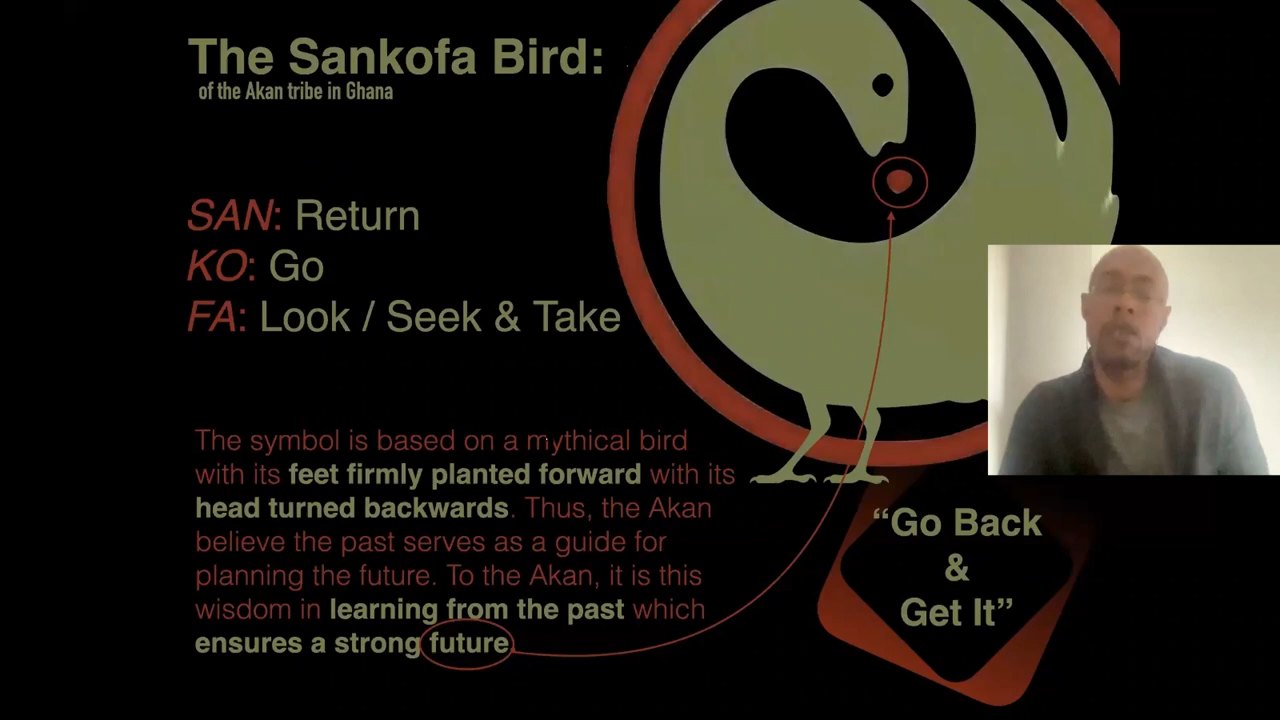 The Sankofa Bird:
of the Akan tribe in Ghana
SAN: Return
KO: Go
FA: Look / Seek & Take
The symbol is based on a mythical bird
with its feet firmly planted forward with its
head turned backwards. Thus, the Akan
believe the past serves as a guide for
planning the future. To the Akan, it is this
wisdom in learning from the past which
ensures a strong future.
“Go Back
&
Get It”